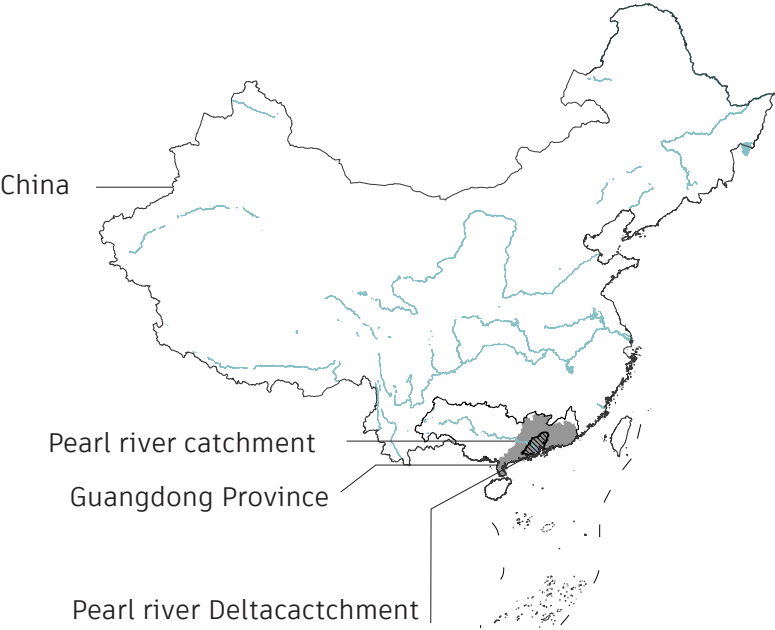 China
Pearl river catchment
Guangdong Province
Pearl river Deltacactchment